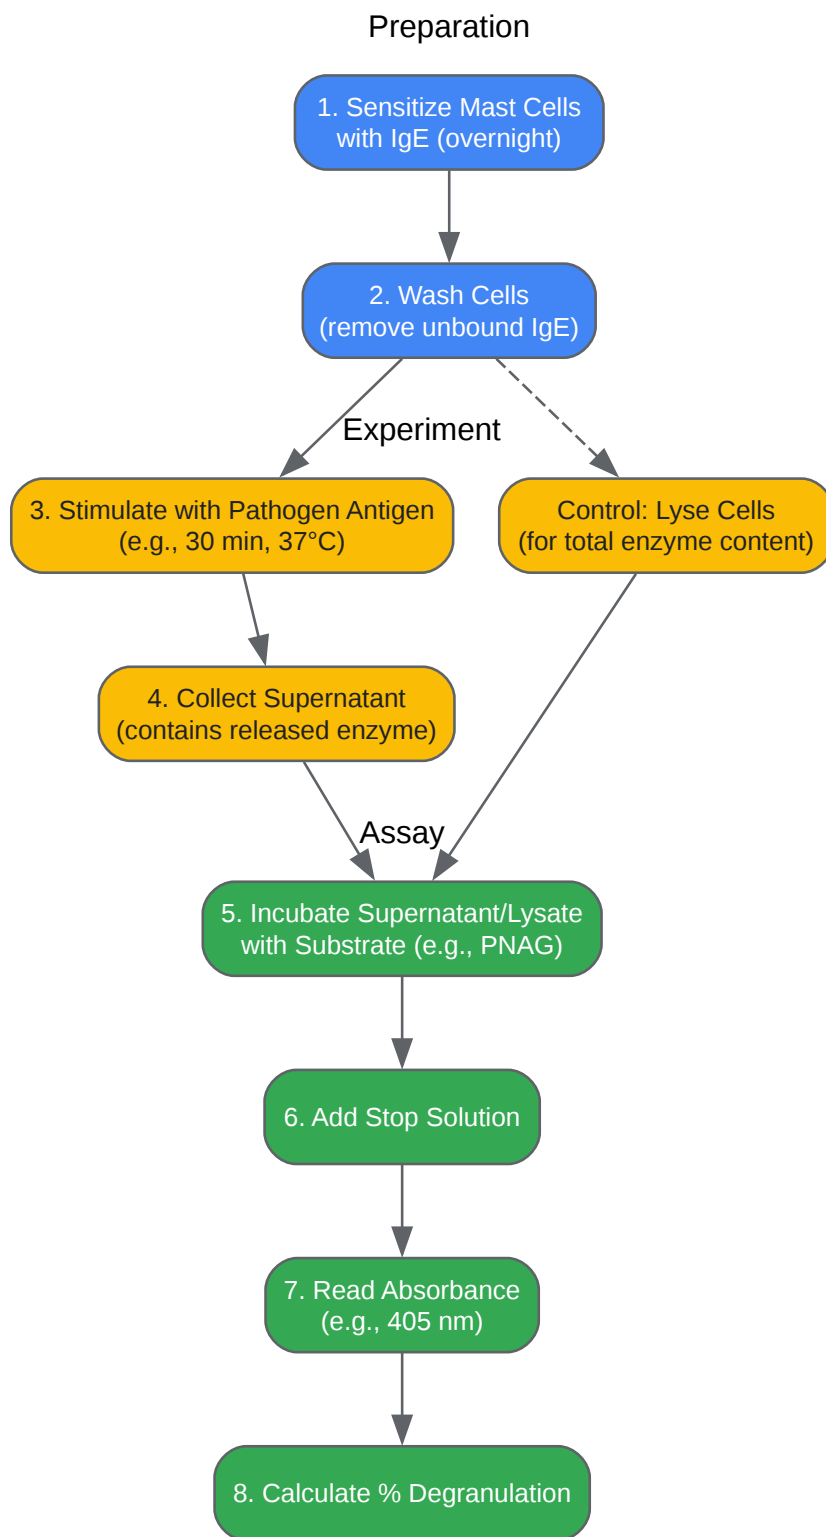 Preparation
1. Sensitize Mast Cells
with IgE (overnight)
2. Wash Cells
(remove unbound IgE)
Experiment
3. Stimulate with Pathogen Antigen
(e.g., 30 min, 37°C)
Control: Lyse Cells
(for total enzyme content)
4. Collect Supernatant
(contains released enzyme)
Assay
5. Incubate Supernatant/Lysate
with Substrate (e.g., PNAG)
6. Add Stop Solution
7. Read Absorbance
(e.g., 405 nm)
8. Calculate % Degranulation